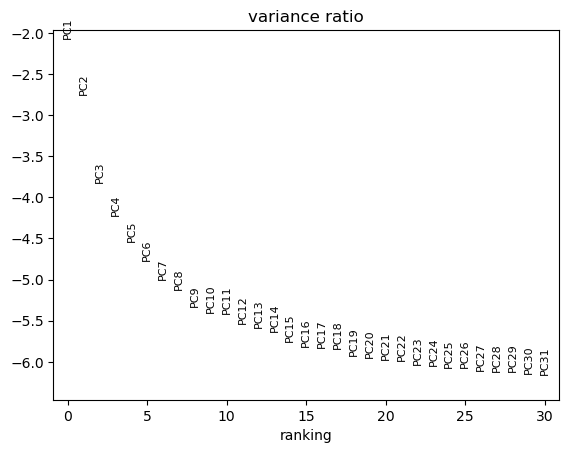 variance ratio
-2.0
-2.5
-3.0
-3.5
-4.0
-4.5
-5.0
-5.5
-6.0
PC1
PC2
PC3
PC4
PC5
PC6
PC7
PC8
PC9
PC10
PC11
PC12
PC13
PC14
PC15
PC16
PC17
PC18
PC19
PC20
PC21
PC22
PC23
PC24
PC25
PC26
PC27
PC28
PC29
PC30
PC31
0 5 10 15 20 25 30
ranking